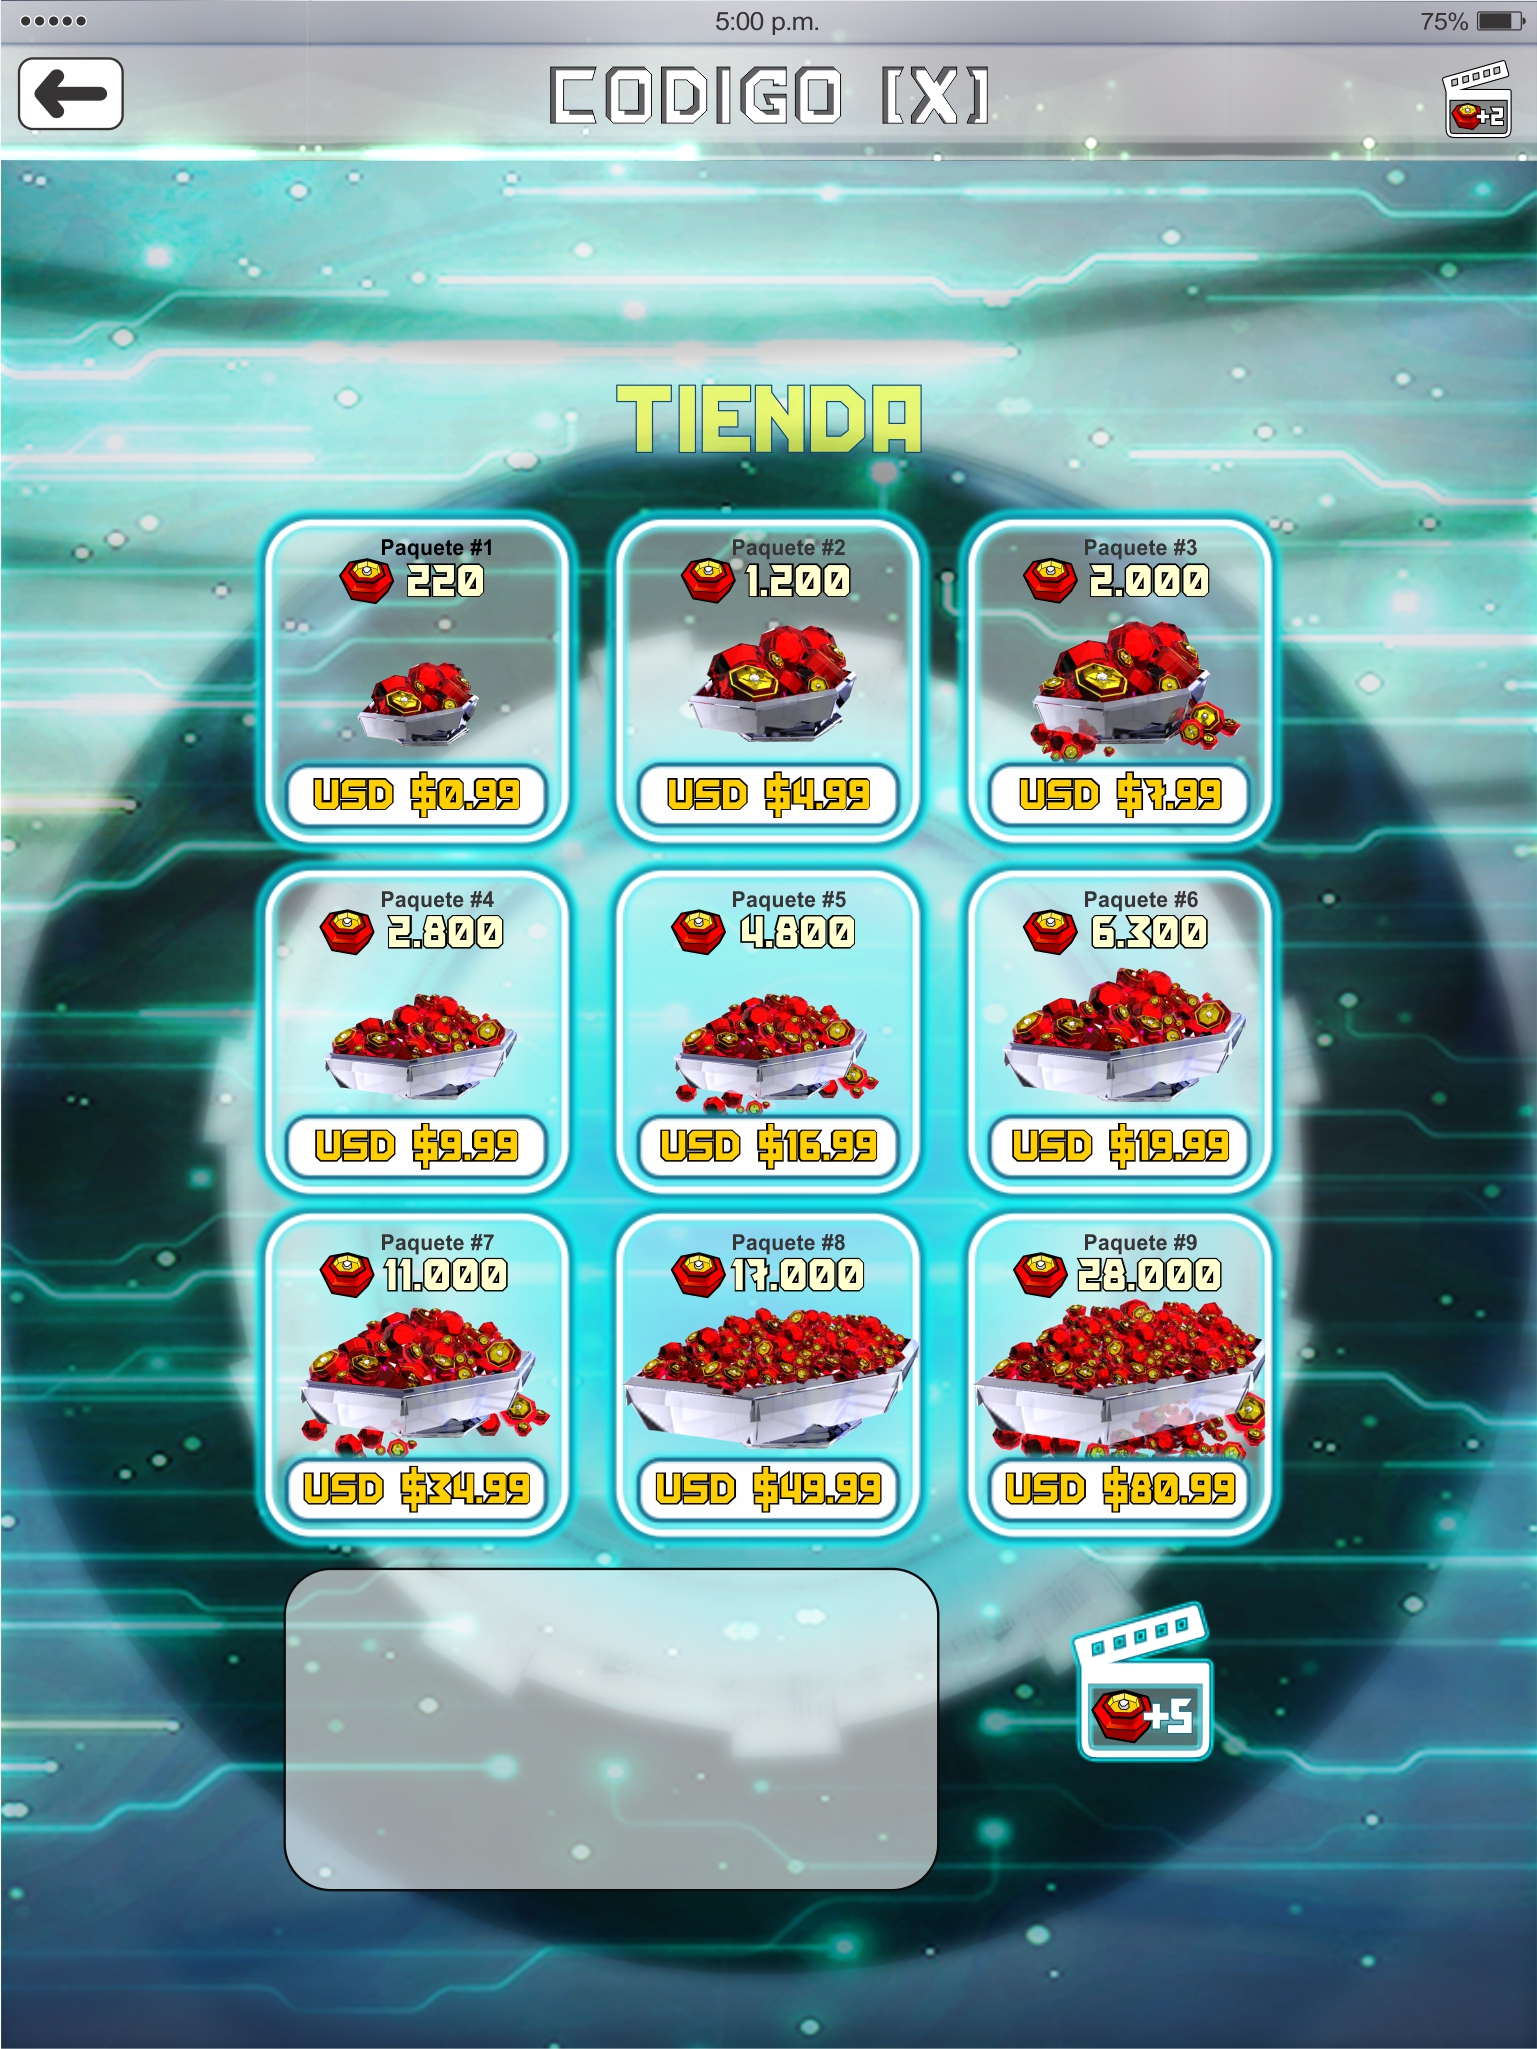 5:00 p.m.
75%
CODIGO [X]
+2
TIENDA
Paquete #1
220
USD $0.99
Paquete #2
1.200
USD $4.99
Paquete #3
2.000
USD $7.99
Paquete #4
2.800
USD $9.99
Paquete #5
4.800
USD $16.99
Paquete #6
6.300
USD $19.99
Paquete #7
11.000
USD $34.99
Paquete #8
17.000
USD $49.99
Paquete #9
28.000
USD $80.99
+5